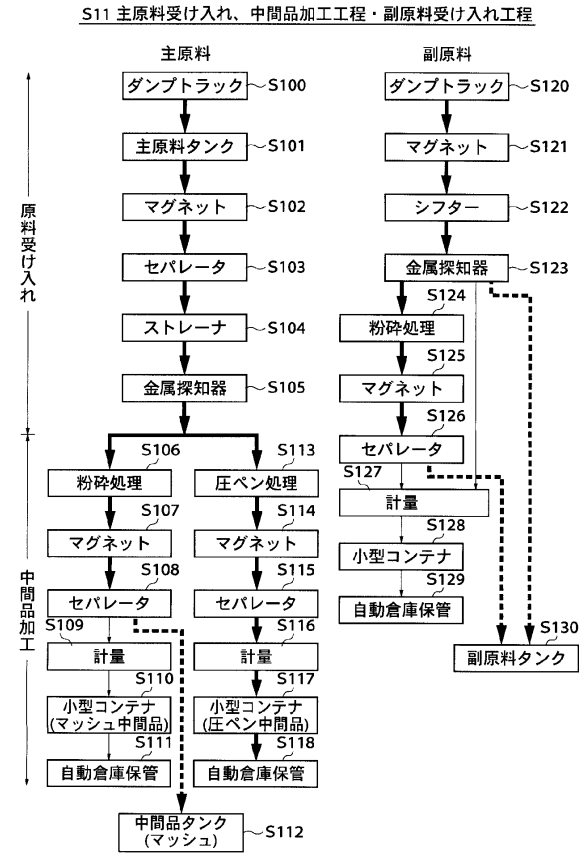 S11 主原料受け入れ、中間品加工工程・副原料受け入れ工程
主原料
ダンプトラック S100
主原料タンク S101
マグネット S102
セパレータ S103
ストレーナ S104
金属探知器 S105
原料受け入れ
中間品加工
S106
粉砕処理
S107
マグネット
S108
セパレータ
S109
計量
S110
小型コンテナ
(マッシュ中間品)
S111
自動倉庫保管
中間品タンク
(マッシュ)
S112
S113
圧ペン処理
S114
マグネット
S115
セパレータ
S116
計量
S117
小型コンテナ
(圧ペン中間品)
S118
自動倉庫保管
副原料
ダンプトラック S120
マグネット S121
シフター S122
金属探知器 S123
S124
粉砕処理
S125
マグネット
S126
セパレータ
S127
計量
S128
小型コンテナ
S129
自動倉庫保管
S130
副原料タンク